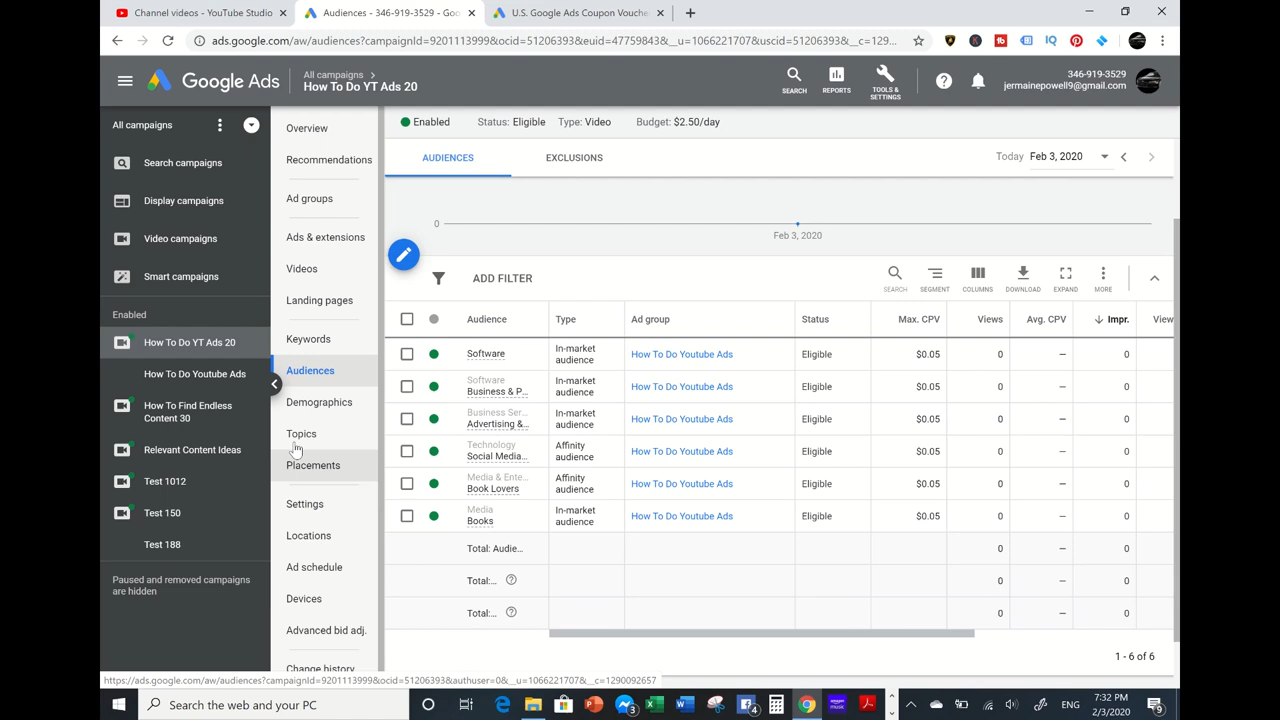 Channel videos - YouTube Studio
Audiences - 346-919-3529 - Goo
U.S. Google Ads Coupon Vouche
ads.google.com/aw/audiences?campaignId=9201113999&ocid=51206393&euid=47759843&__u=1066221707&uscid=51206393&__c=129...
Google Ads
All campaigns
How To Do YT Ads 20
SEARCH
REPORTS
TOOLS &
SETTINGS
346-919-3529
jermainepowell9@gmail.com
All campaigns
Search campaigns
Display campaigns
Video campaigns
Smart campaigns
Enabled
How To Do YT Ads 20
How To Do Youtube Ads
How To Find Endless
Content 30
Relevant Content Ideas
Test 1012
Test 150
Test 188
Paused and removed campaigns
are hidden
Overview
Recommendations
Ad groups
Ads & extensions
Videos
Landing pages
Keywords
Audiences
Demographics
Topics
Placements
Settings
Locations
Ad schedule
Devices
Advanced bid adj.
Change history
Enabled Status: Eligible Type: Video Budget: $2.50/day
AUDIENCES EXCLUSIONS Today Feb 3, 2020
0
Feb 3, 2020
ADD FILTER
SEARCH SEGMENT COLUMNS DOWNLOAD EXPAND MORE
Audience Type Ad group Status Max. CPV Views Avg. CPV Impr. View
Software In-market audience How To Do Youtube Ads Eligible $0.05 0 — 0
Software Business & P... In-market audience How To Do Youtube Ads Eligible $0.05 0 — 0
Business Ser... Advertising &... In-market audience How To Do Youtube Ads Eligible $0.05 0 — 0
Technology Social Media... Affinity audience How To Do Youtube Ads Eligible $0.05 0 — 0
Media & Ente... Book Lovers Affinity audience How To Do Youtube Ads Eligible $0.05 0 — 0
Media Books In-market audience How To Do Youtube Ads Eligible $0.05 0 — 0
Total: Audie... 0 — 0
Total:... 0 — 0
Total:... 0 — 0
1 - 6 of 6
https://ads.google.com/aw/audiences?campaignId=9201113999&ocid=51206393&authuser=0&__u=1066221707&__c=1290092657
Search the web and your PC
7:32 PM
2/3/2020